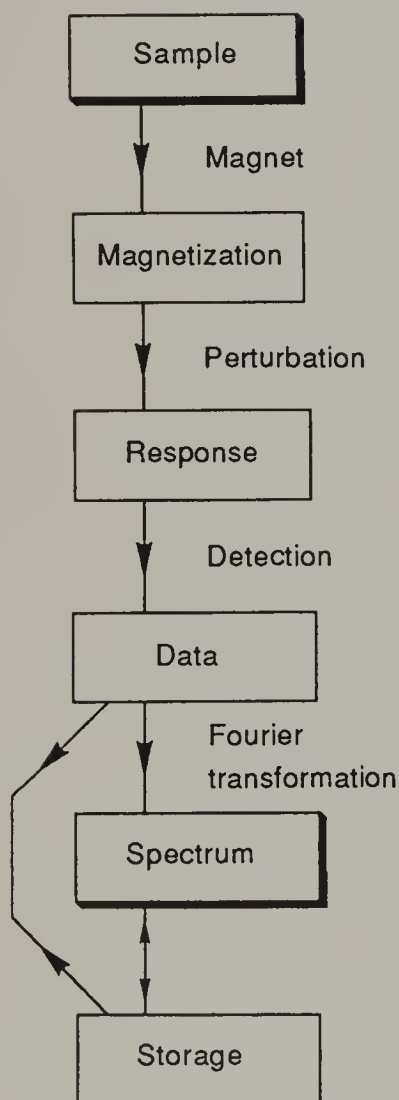 Sample
Magnet
Magnetization
Perturbation
Response
Detection
Data
Fourier
transformation
Spectrum
Storage